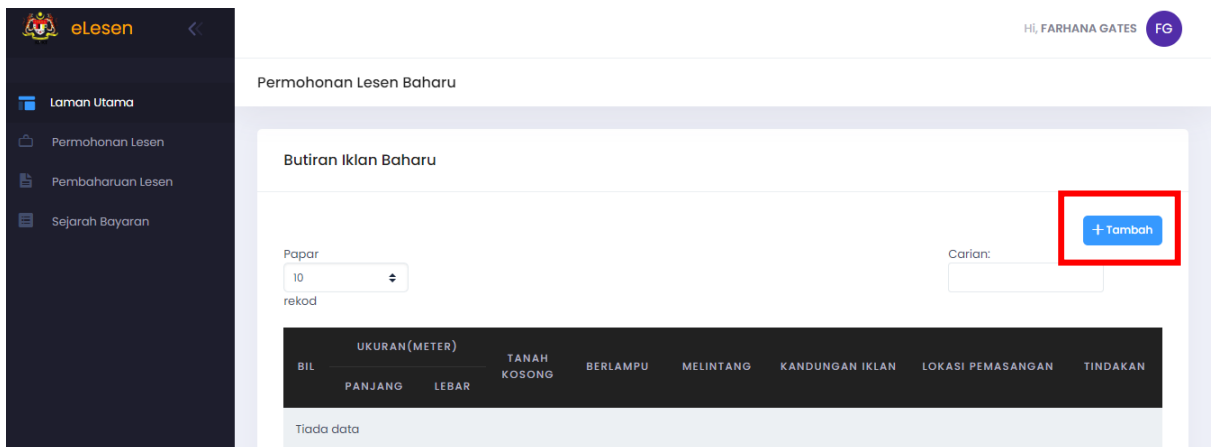 eLesen
Hi, FARHANA GATES FG
Permohonan Lesen Baharu
Laman Utama
Permohonan Lesen
Pembaharuan Lesen
Sejarah Bayaran
Butiran Iklan Baharu
+ Tambah
Papar
10
rekod
Carian:
BIL
UKURAN(METER)
PANJANG LEBAR
TANAH
KOSONG
BERLAMPU
MELINTANG
KANDUNGAN IKLAN
LOKASI PEMASANGAN
TINDAKAN
Tiada data